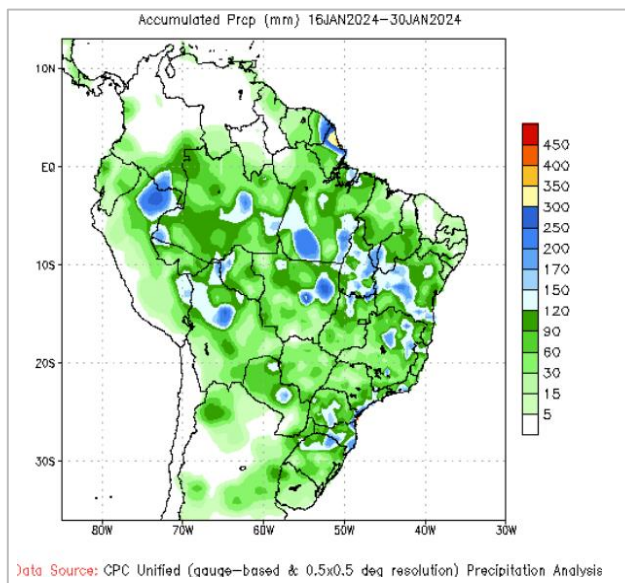 Accumulated Prcp (mm) 16JAN2024–30JAN2024
10N
EQ
10S
20S
30S
80W 70W 60W 50W 40W 30W
450
400
350
300
250
200
170
150
120
90
60
30
15
5
Data Source: CPC Unified (gauge-based & 0.5x0.5 deg resolution) Precipitation Analysis